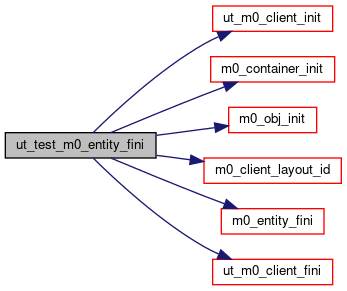 ut_m0_client_init
m0_container_init
m0_obj_init
ut_test_m0_entity_fini
m0_client_layout_id
m0_entity_fini
ut_m0_client_fini